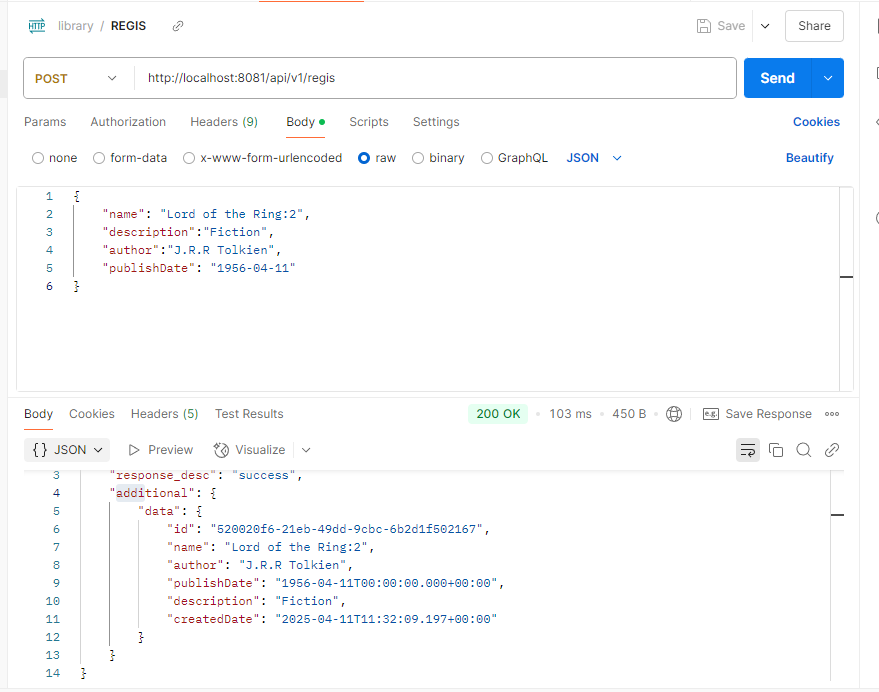 HTTP library / REGIS Save Share
POST http://localhost:8081/api/v1/regis Send
Params Authorization Headers (9) Body Scripts Settings Cookies
none form-data x-www-form-urlencoded raw binary GraphQL JSON Beautify
1 {
2 "name": "Lord of the Ring:2",
3 "description":"Fiction",
4 "author":"J.R.R Tolkien",
5 "publishDate": "1956-04-11"
6 }
Body Cookies Headers (5) Test Results 200 OK • 103 ms • 450 B • e.g. Save Response
{} JSON Preview Visualize
3 "response_desc": "success",
4 "additional": {
5 "data": {
6 "id": "520020f6-21eb-49dd-9cbc-6b2d1f502167",
7 "name": "Lord of the Ring:2",
8 "author": "J.R.R Tolkien",
9 "publishDate": "1956-04-11T00:00:00.000+00:00",
10 "description": "Fiction",
11 "createdDate": "2025-04-11T11:32:09.197+00:00"
12 }
13 }
14 }